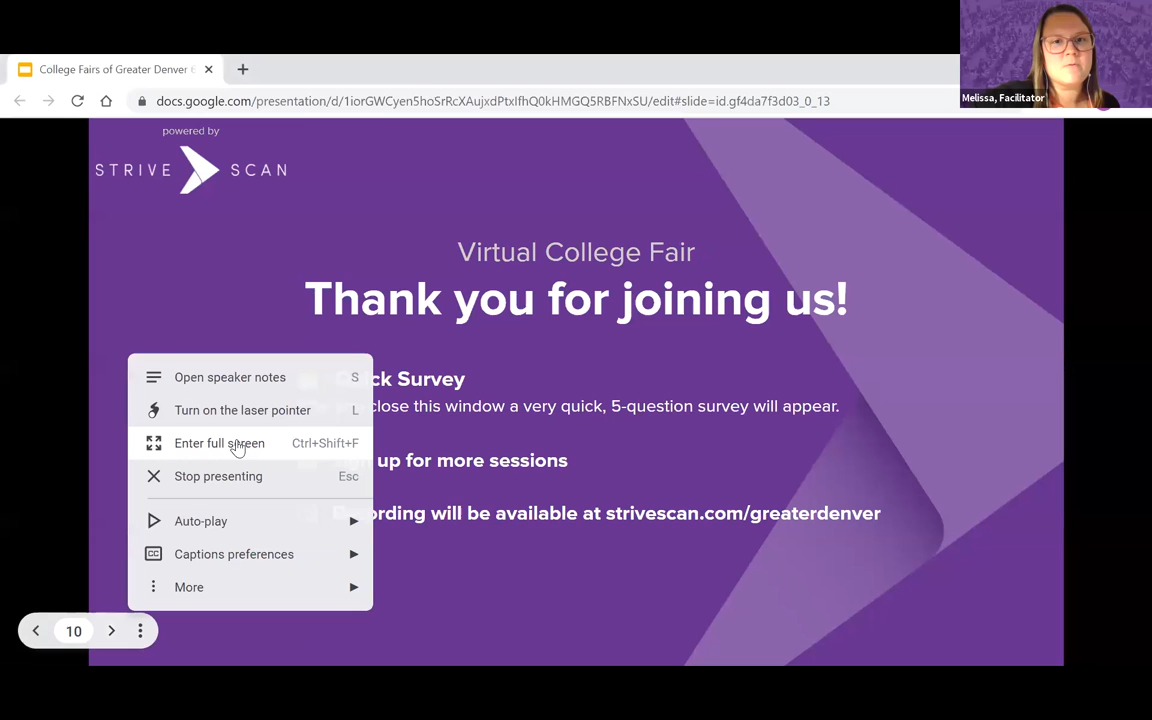 College Fairs of Greater Denver
docs.google.com/presentation/d/1iorGWCyen5hoSrRcXAujxdPtxIfhQ0kHMGQ5RBFNxSU/edit#slide=id.gf4da7f3d03_0_13
Melissa, Facilitator
powered by
STRIVE SCAN
Virtual College Fair
Thank you for joining us!
ck Survey
close this window a very quick, 5-question survey will appear.
up for more sessions
ording will be available at strivescan.com/greaterdenver
Open speaker notes S
Turn on the laser pointer L
Enter full screen Ctrl+Shift+F
Stop presenting Esc
Auto-play
CC Captions preferences
More
10